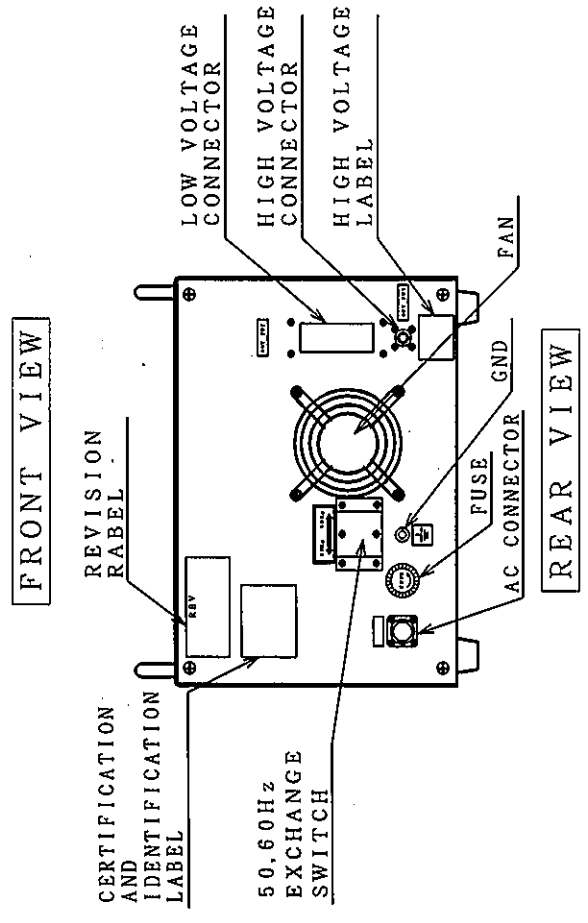 FRONT VIEW
CERTIFICATION
AND
IDENTIFICATION
LABEL
REVISION
RABEL
REV
50,60Hz
EXCHANGE
SWITCH
LOW VOLTAGE
CONNECTOR
HIGH VOLTAGE
CONNECTOR
HIGH VOLTAGE
LABEL
FAN
GND
FUSE
AC CONNECTOR
REAR VIEW